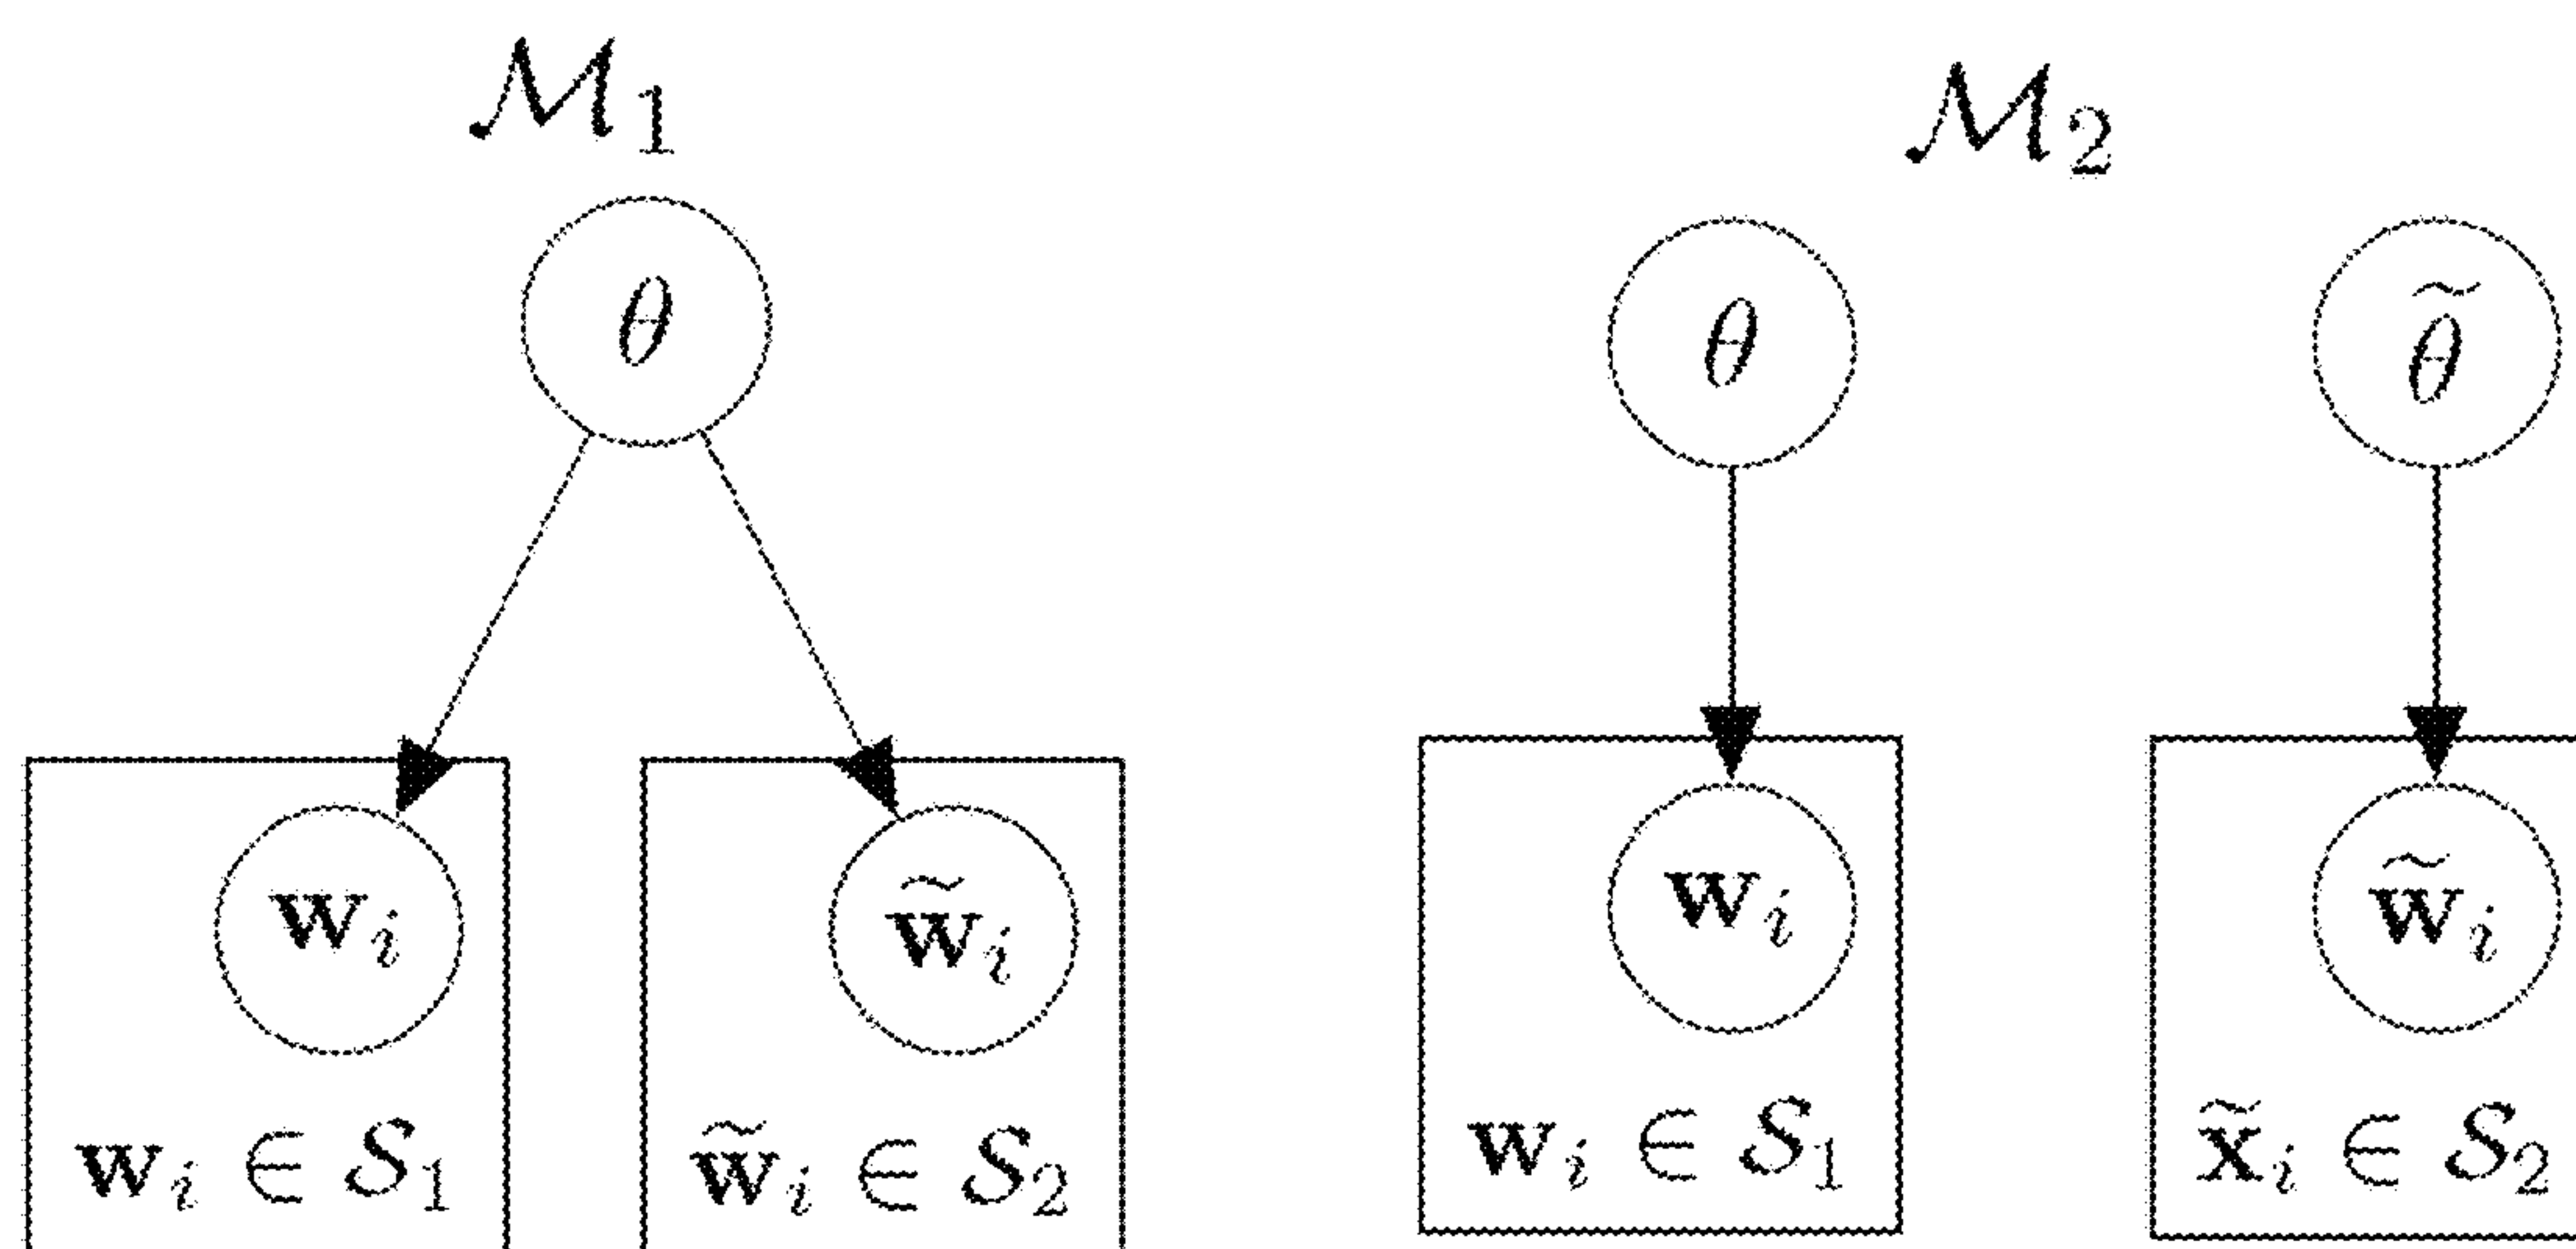 ℳ₁ ℳ₂
θ θ θ̃
𝐰ᵢ 𝐰̃ᵢ 𝐰ᵢ 𝐰̃ᵢ
𝐰ᵢ ∈ 𝒮₁ 𝐰̃ᵢ ∈ 𝒮₂ 𝐰ᵢ ∈ 𝒮₁ 𝐱̃ᵢ ∈ 𝒮₂